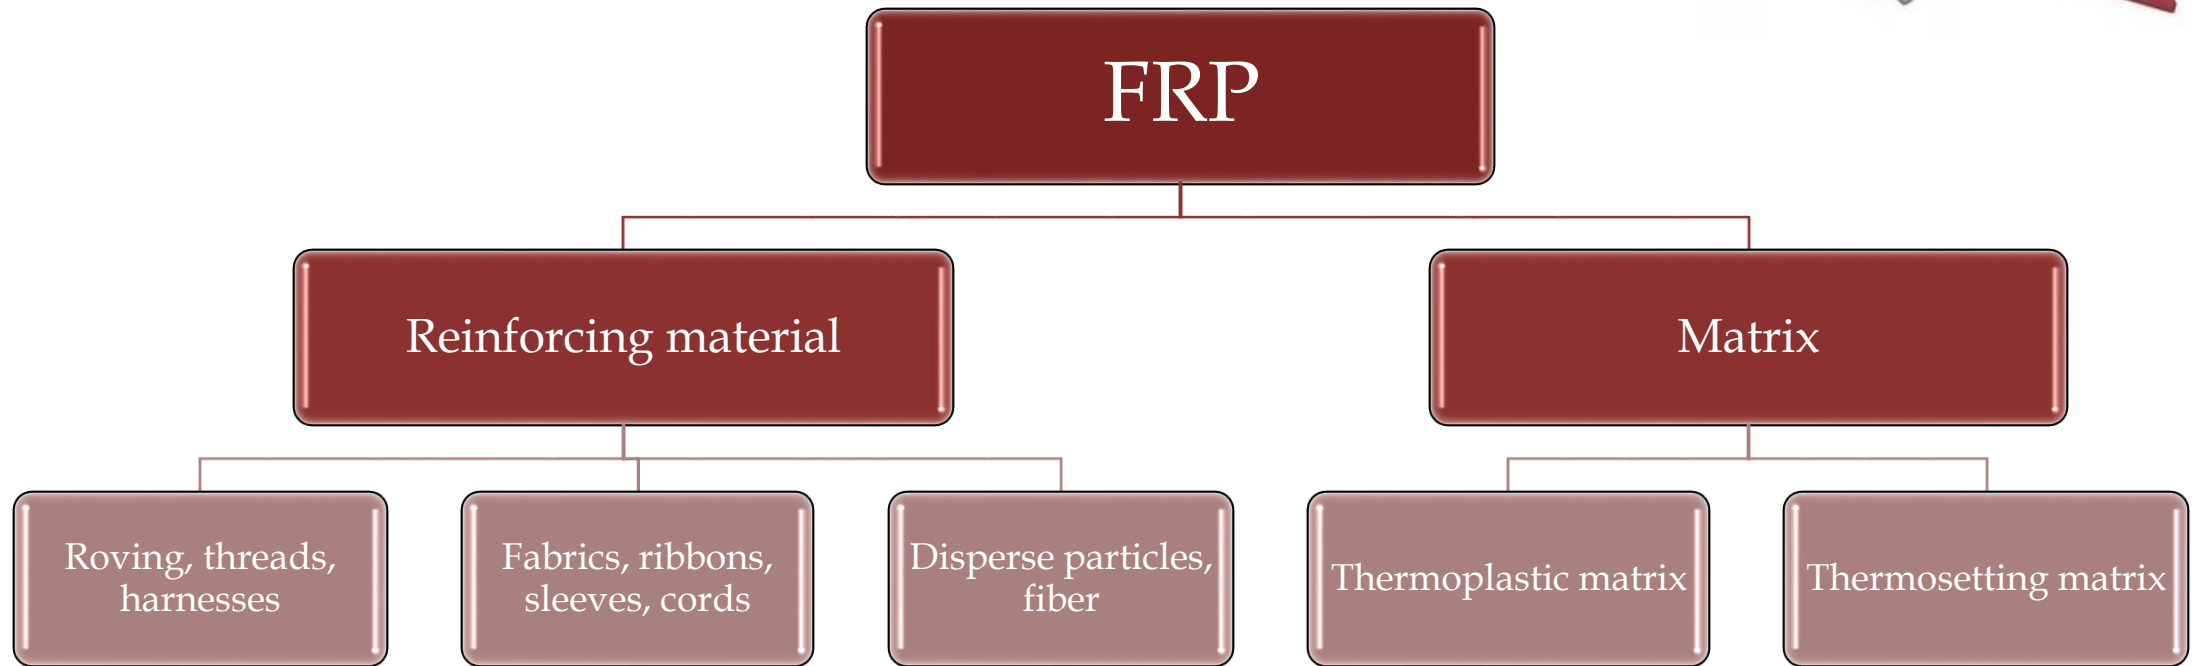 FRP
Reinforcing material
Matrix
Roving, threads,
harnesses
Fabrics, ribbons,
sleeves, cords
Disperse particles,
fiber
Thermoplastic matrix
Thermosetting matrix